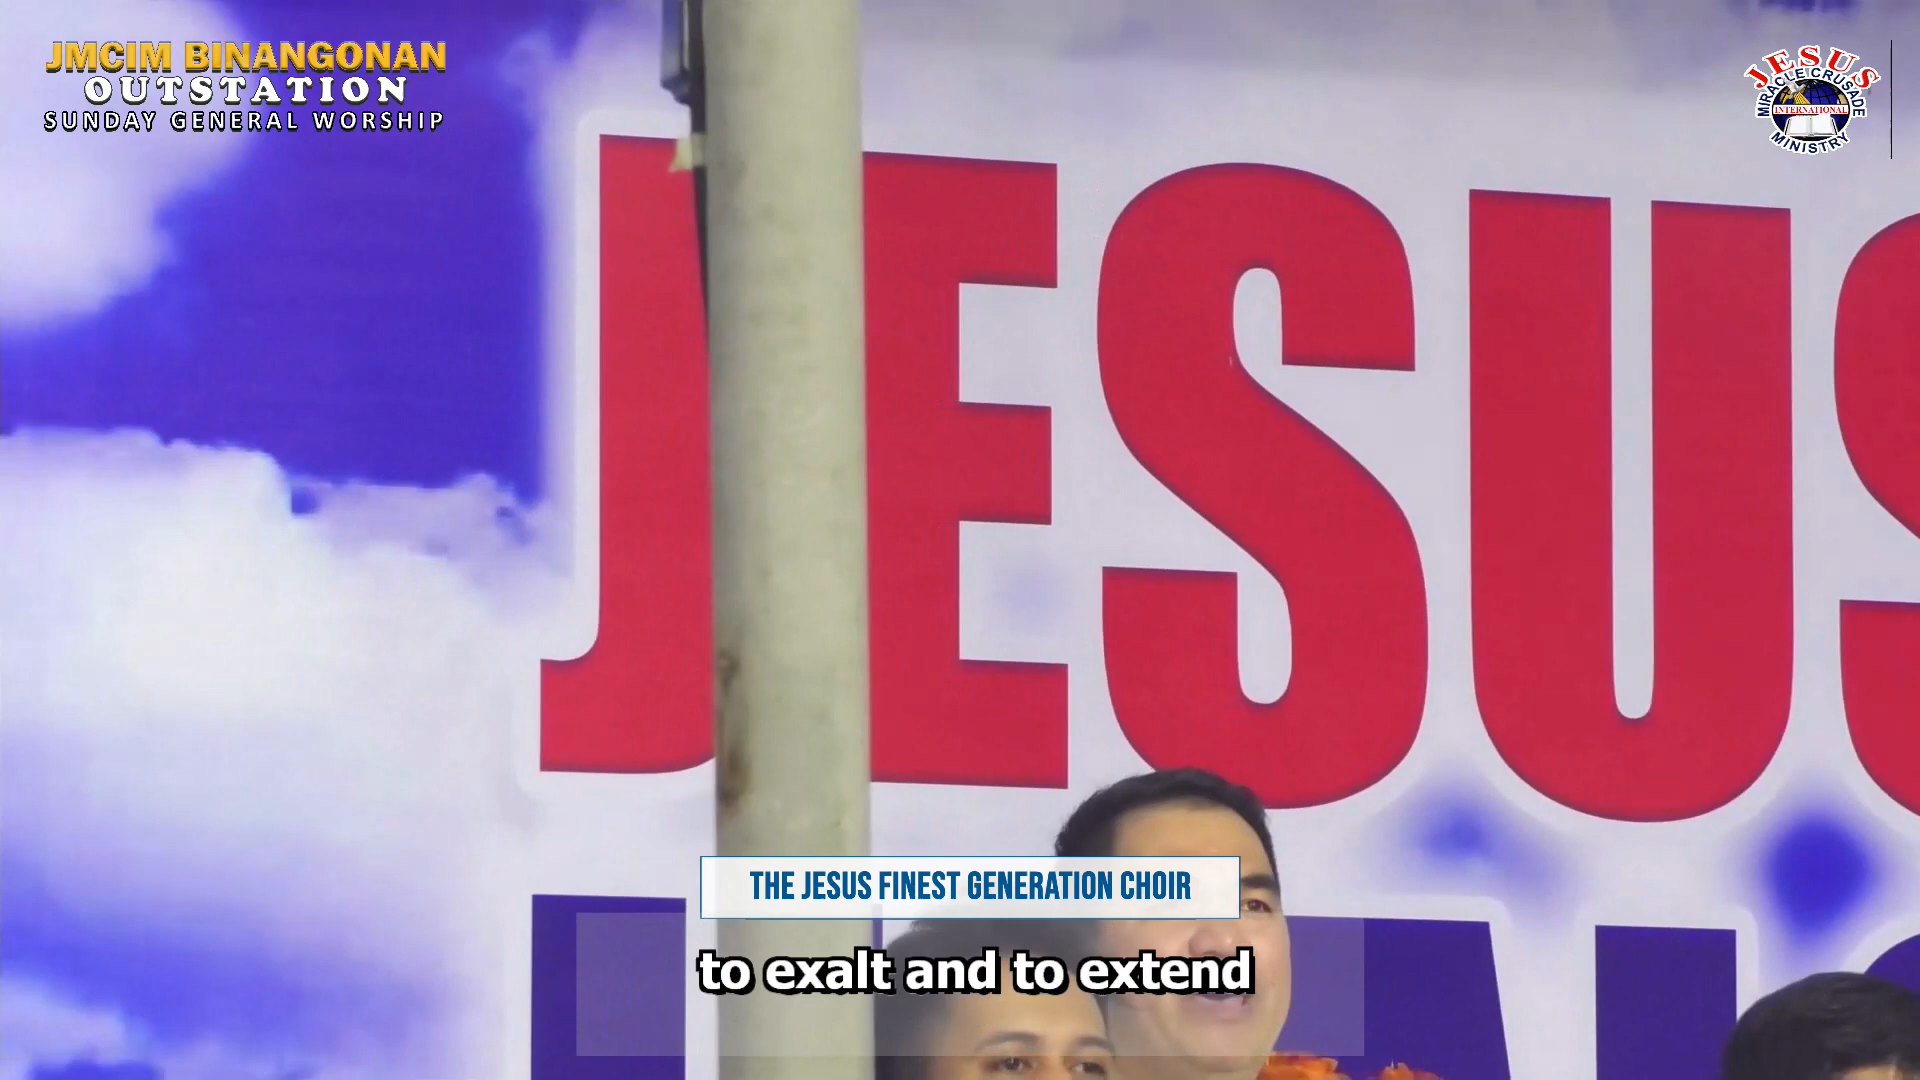 JMCIM BINANGONAN
OUTSTATION
SUNDAY GENERAL WORSHIP
JESUS
MIRACLE CRUSADE
INTERNATIONAL
MINISTRY
JESUS
THE JESUS FINEST GENERATION CHOIR
to exalt and to extend